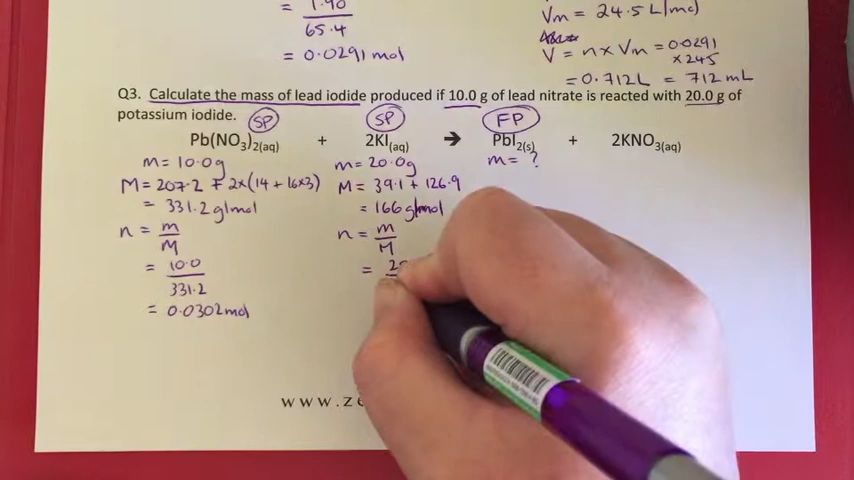 = 1.90
65.4
= 0.0291 mol
Vm = 24.5 L/mol
V = n x Vm = 0.0291
x 245
= 0.712L = 712 mL
Q3. Calculate the mass of lead iodide produced if 10.0 g of lead nitrate is reacted with 20.0 g of
potassium iodide. SP SP FP
Pb(NO3)2(aq) + 2KI(aq) → PbI2(s) + 2KNO3(aq)
m = 10.0g m = 20.0g m = ?
M = 207.2 + 2x(14 + 16x3) M = 39.1 + 126.9
= 331.2 g/mol = 166 g/mol
n = m/M n = m/M
= 10.0 = 2
331.2
= 0.0302 mol
www.ze